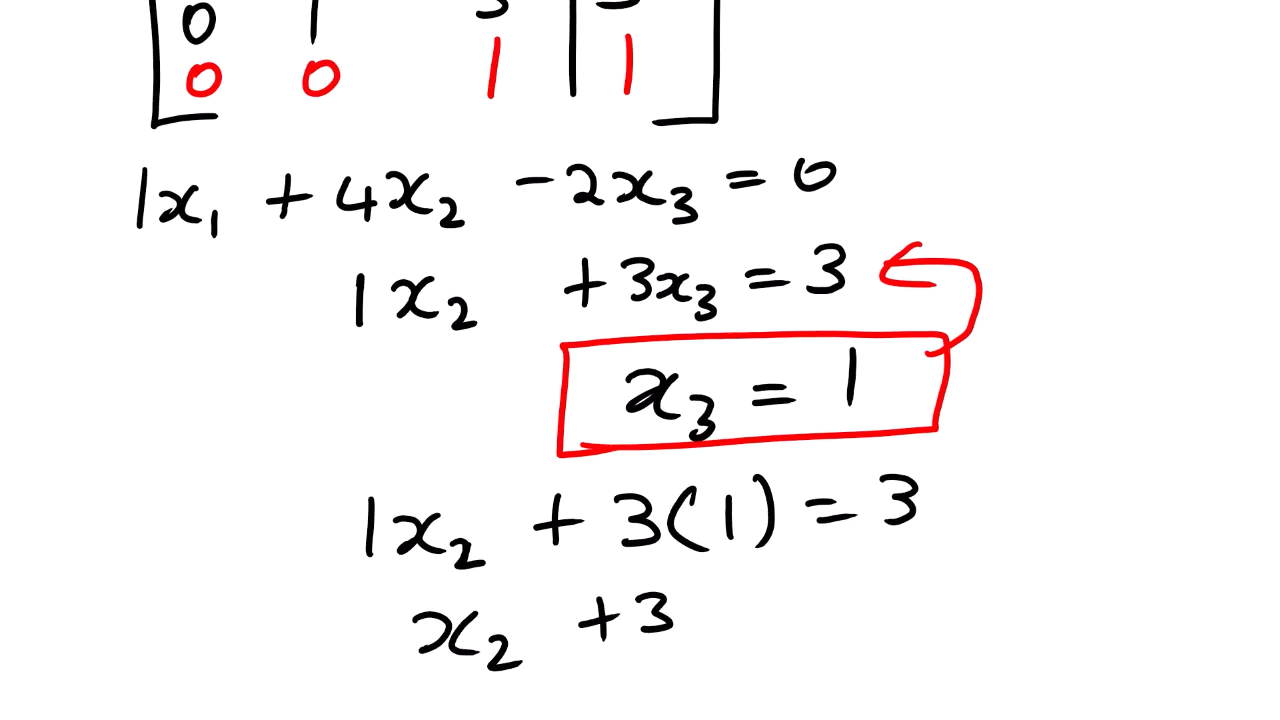 0 1 3 | 3
0 0 1 | 1
1x₁ + 4x₂ - 2x₃ = 0
1x₂ + 3x₃ = 3
x₃ = 1
1x₂ + 3(1) = 3
x₂ + 3